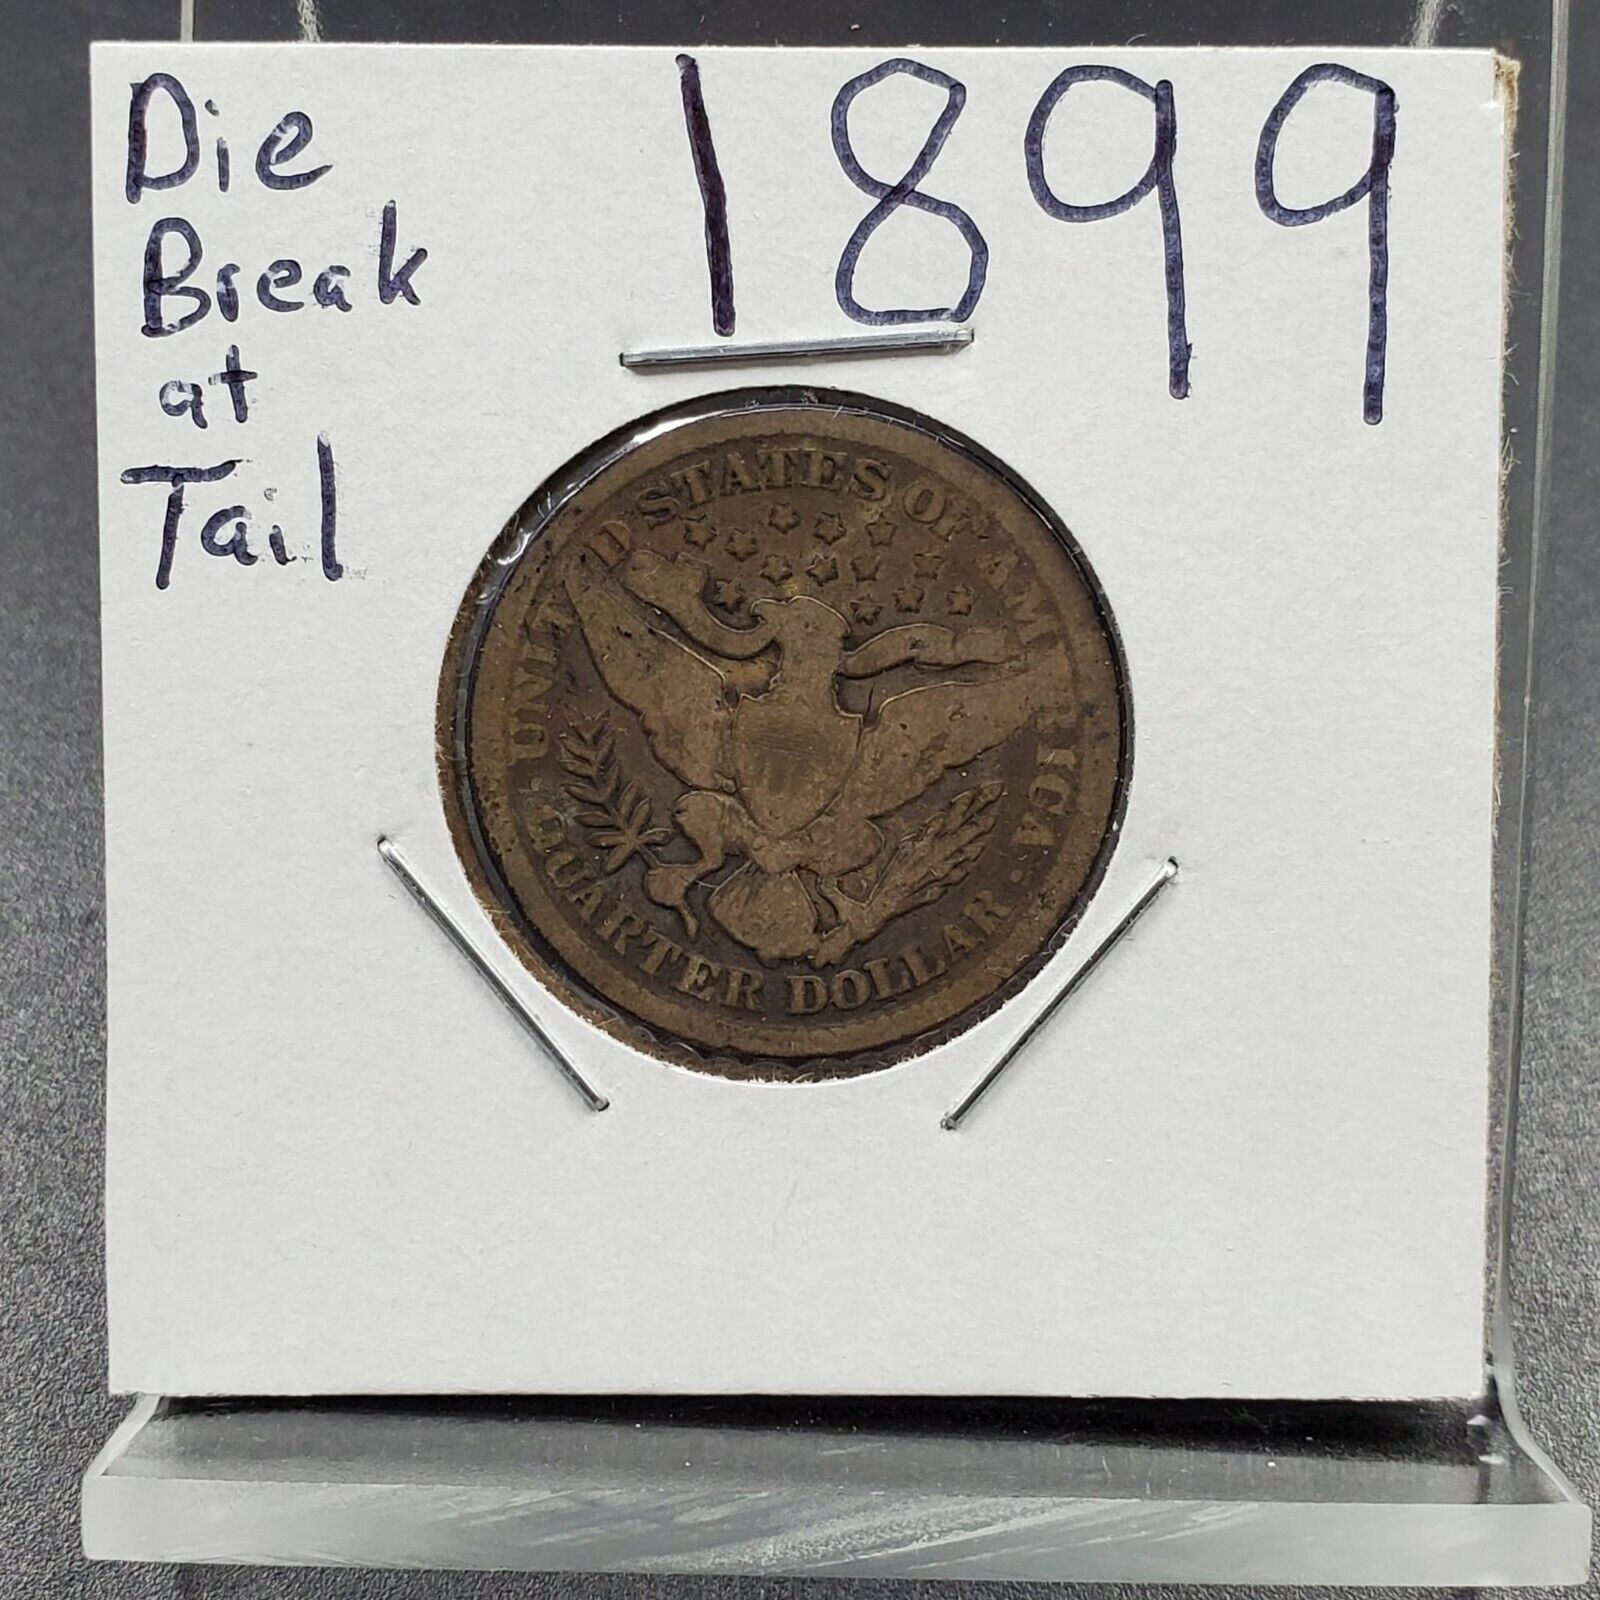 Die
Break
at
Tail
1899
UNITED STATES OF AMERICA
· QUARTER DOLLAR ·